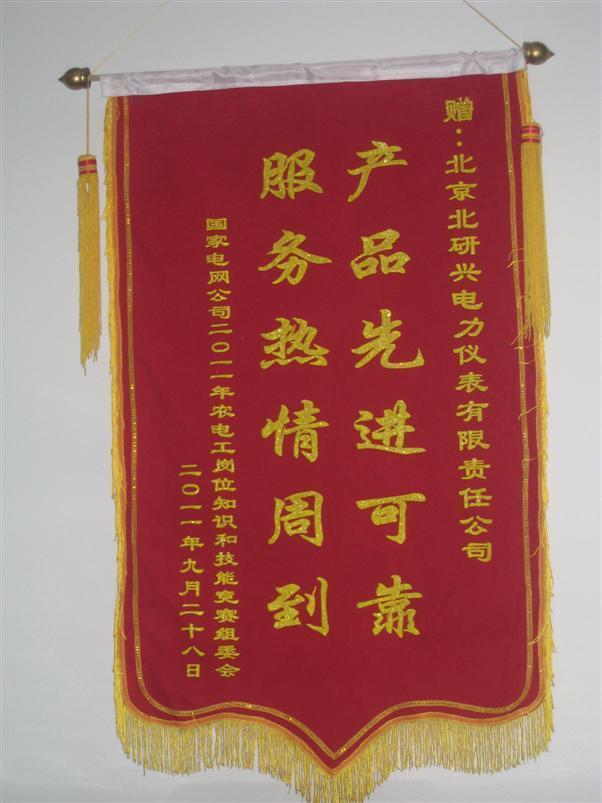 赠：北京北研兴电力仪表有限责任公司
产品先进可靠
服务热情周到
国家电网公司二〇一一年农电工岗位知识和技能竞赛组委会
二〇一一年九月二十八日